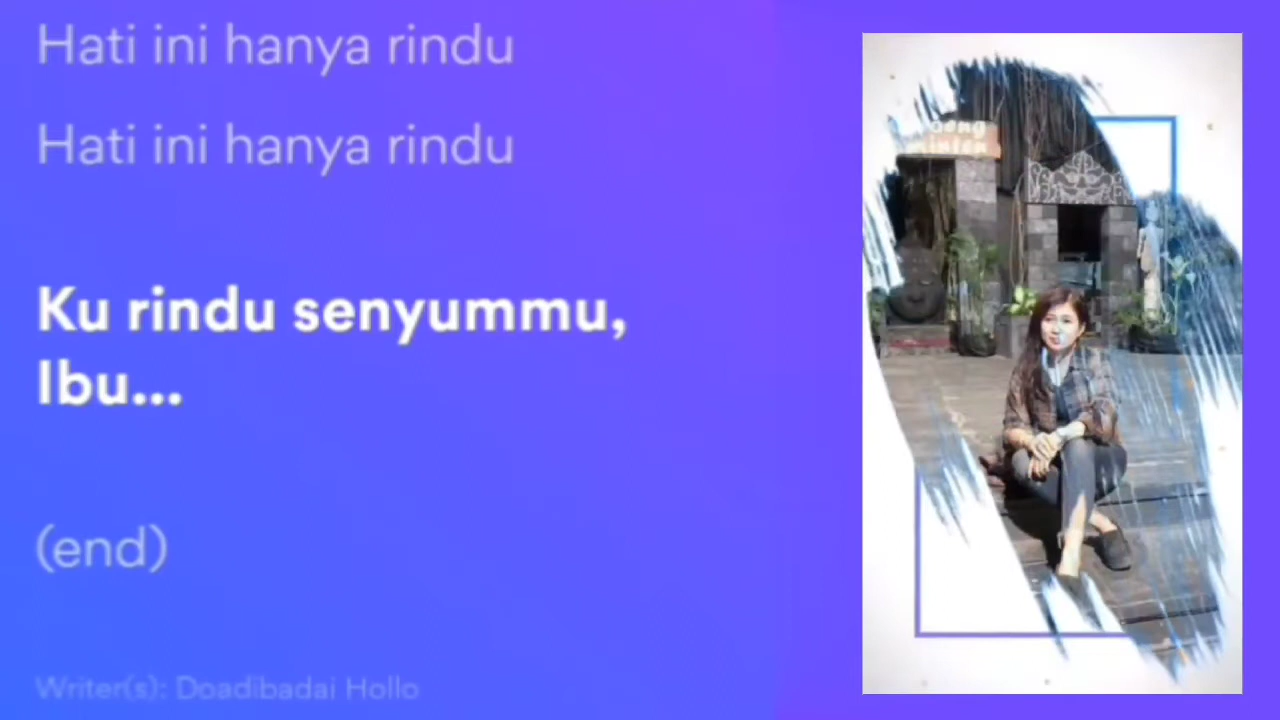 Hati ini hanya rindu
Hati ini hanya rindu
Ku rindu senyummu,
Ibu...
(end)
Writer(s): Doadibadai Hollo